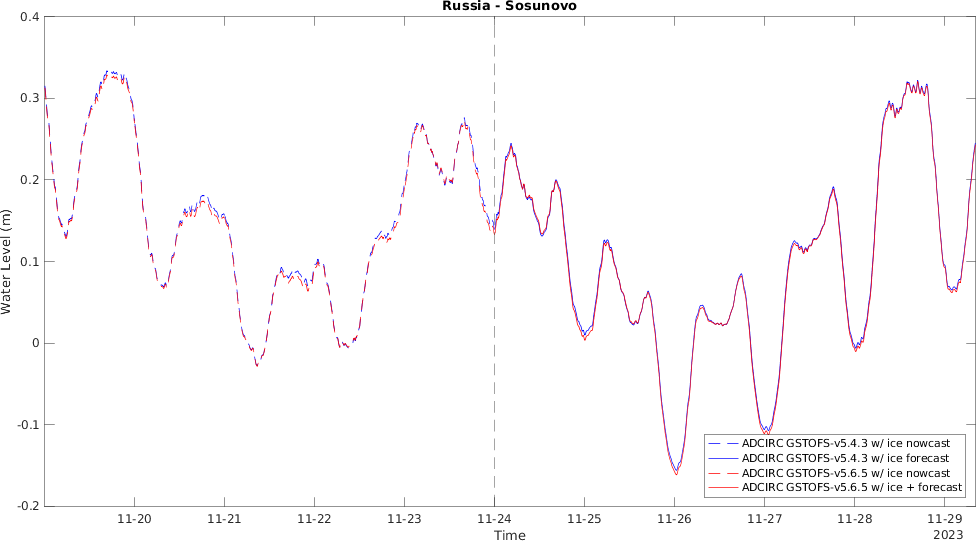 Russia - Sosunovo
0.4
0.3
0.2
0.1
0
-0.1
-0.2
Water Level (m)
ADCIRC GSTOFS-v5.4.3 w/ ice nowcast
ADCIRC GSTOFS-v5.4.3 w/ ice forecast
ADCIRC GSTOFS-v5.6.5 w/ ice nowcast
ADCIRC GSTOFS-v5.6.5 w/ ice + forecast
11-20 11-21 11-22 11-23 11-24 11-25 11-26 11-27 11-28 11-29
Time 2023